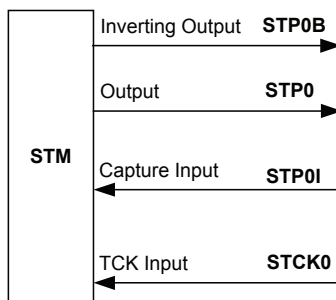 Inverting Output STP0B
Output STP0
STM
Capture Input STP0I
TCK Input STCK0